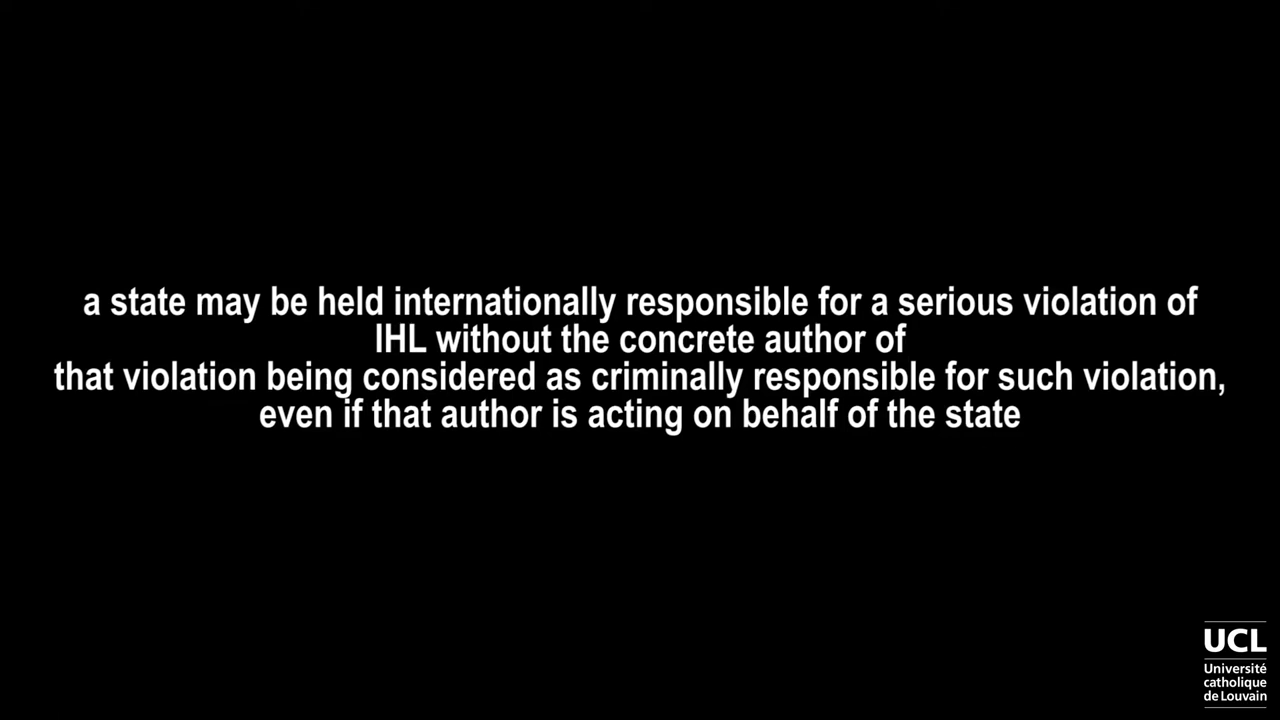 a state may be held internationally responsible for a serious violation of
IHL without the concrete author of
that violation being considered as criminally responsible for such violation,
even if that author is acting on behalf of the state
UCL
Université
catholique
de Louvain